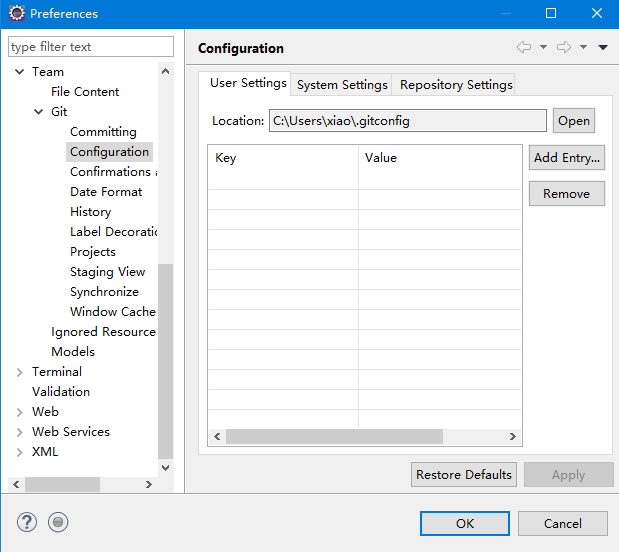 Preferences
type filter text
Team
File Content
Git
Committing
Configuration
Confirmations a
Date Format
History
Label Decoratic
Projects
Staging View
Synchronize
Window Cache
Ignored Resource
Models
Terminal
Validation
Web
Web Services
XML
Configuration
User Settings System Settings Repository Settings
Location: C:\Users\xiao\.gitconfig Open
Key Value
Add Entry...
Remove
Restore Defaults Apply
OK Cancel